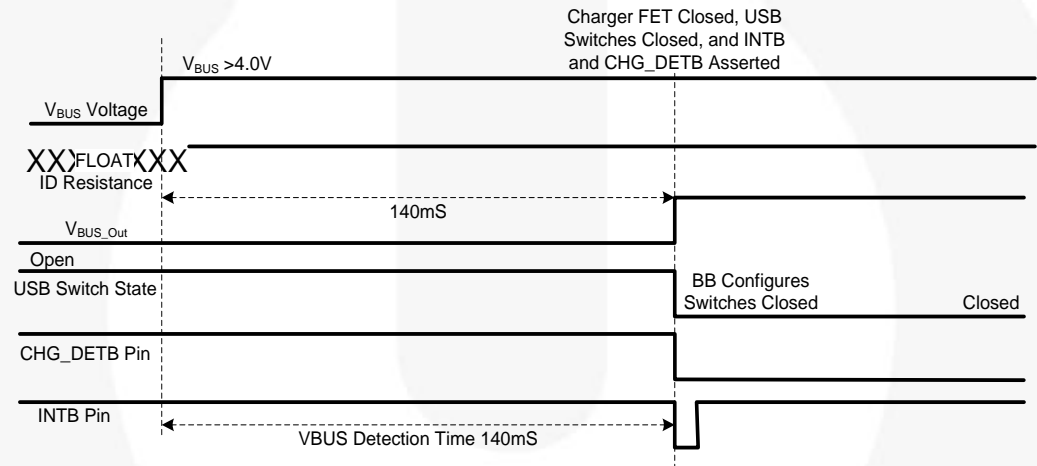 Charger FET Closed, USB
Switches Closed, and INTB
and CHG_DETB Asserted
VBUS >4.0V
VBUS Voltage
XXXFLOATXXX
ID Resistance
140mS
VBUS_Out
Open
USB Switch State
BB Configures
Switches Closed
Closed
CHG_DETB Pin
INTB Pin
VBUS Detection Time 140mS